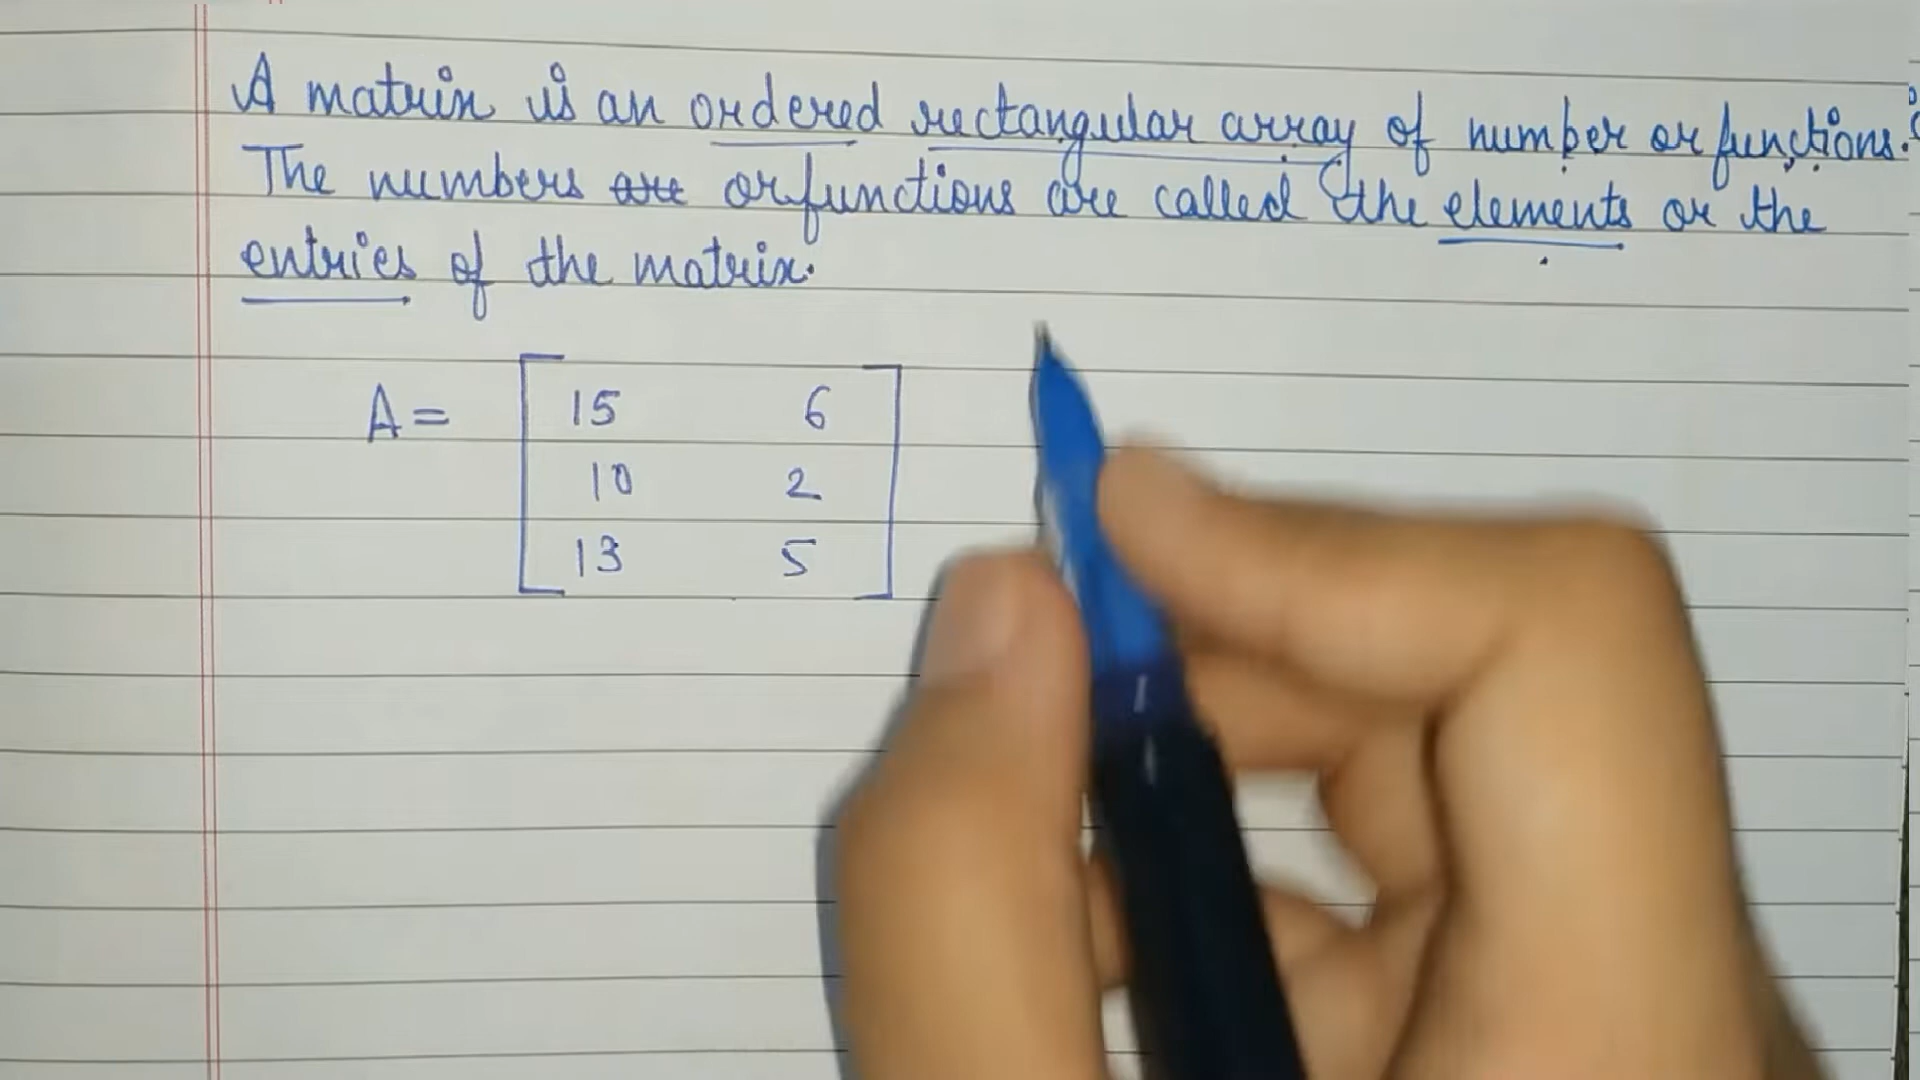 A matrix is an ordered rectangular array of number or functions.
The numbers are or functions are called the elements or the
entries of the matrix.
A = [ 15 6
10 2
13 5 ]